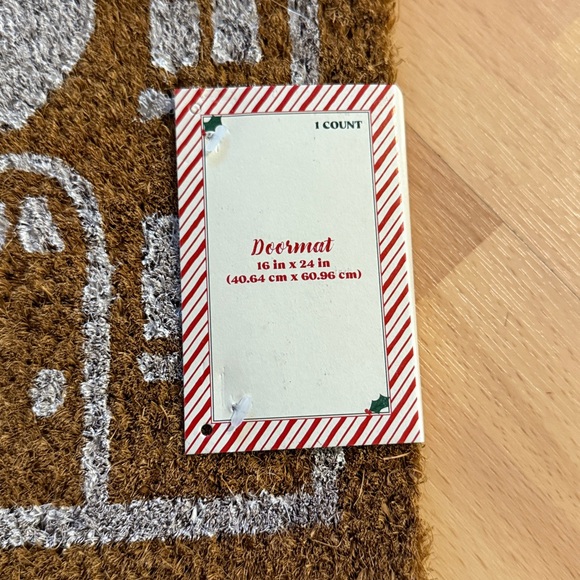 1 COUNT
Doormat
16 in x 24 in
(40.64 cm x 60.96 cm)